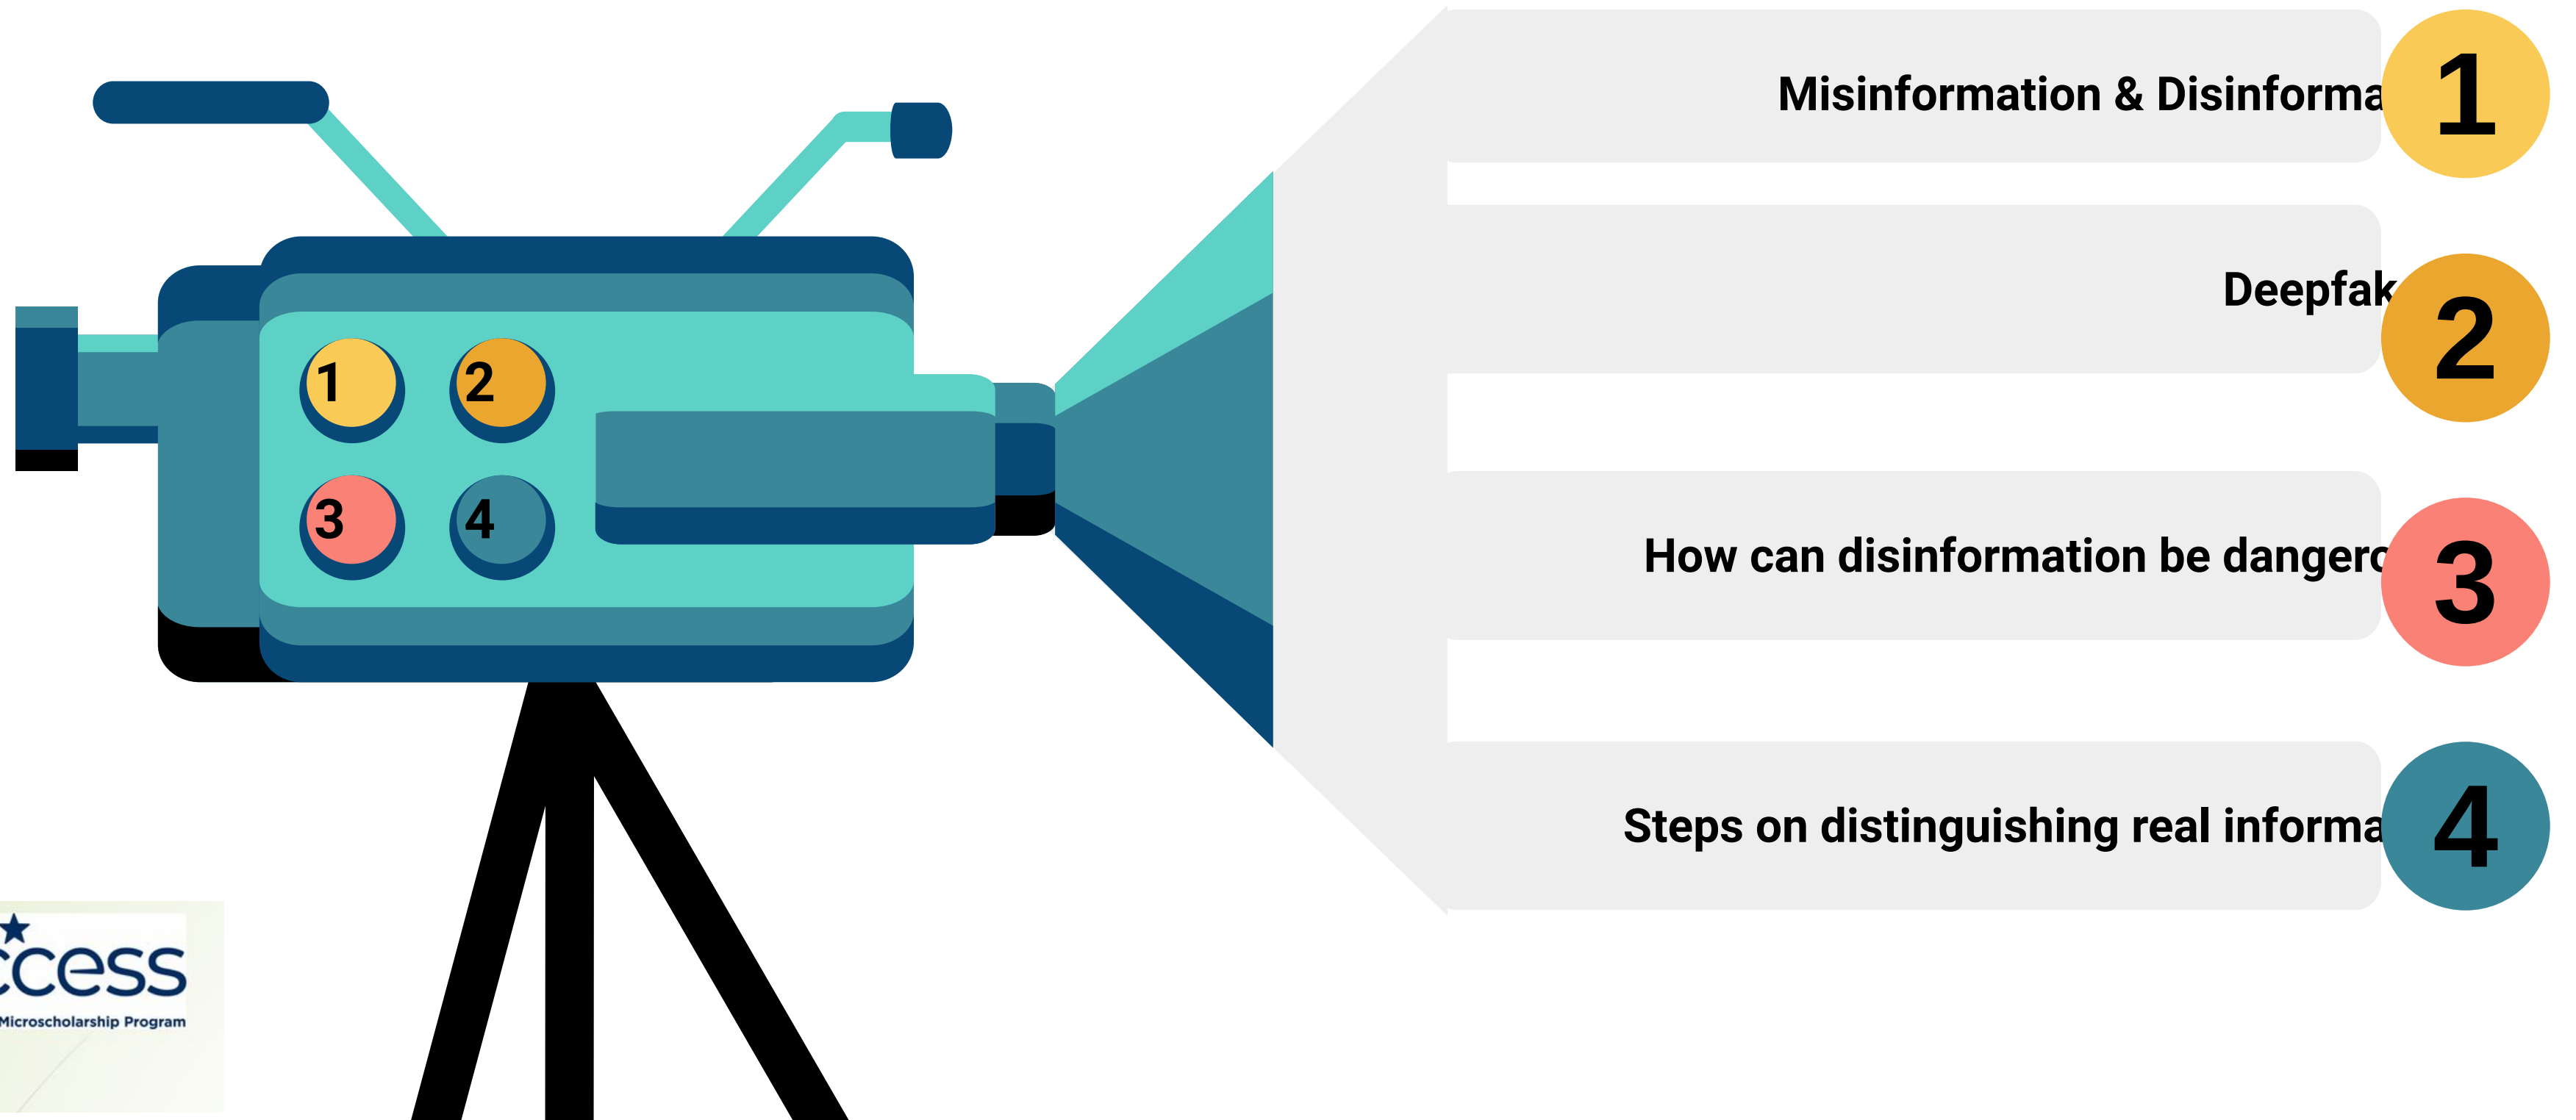 Misinformation & Disinforma
1
Deepfak
2
How can disinformation be dangero
3
Steps on distinguishing real informa
4
1 2
3 4
ccess
Microscholarship Program